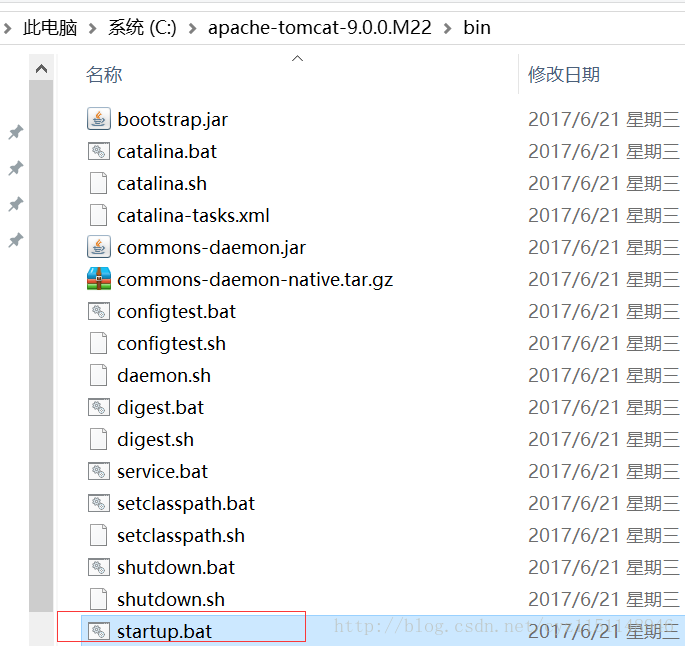 此电脑 > 系统 (C:) > apache-tomcat-9.0.0.M22 > bin
名称 修改日期
bootstrap.jar 2017/6/21 星期三
catalina.bat 2017/6/21 星期三
catalina.sh 2017/6/21 星期三
catalina-tasks.xml 2017/6/21 星期三
commons-daemon.jar 2017/6/21 星期三
commons-daemon-native.tar.gz 2017/6/21 星期三
configtest.bat 2017/6/21 星期三
configtest.sh 2017/6/21 星期三
daemon.sh 2017/6/21 星期三
digest.bat 2017/6/21 星期三
digest.sh 2017/6/21 星期三
service.bat 2017/6/21 星期三
setclasspath.bat 2017/6/21 星期三
setclasspath.sh 2017/6/21 星期三
shutdown.bat 2017/6/21 星期三
shutdown.sh 2017/6/21 星期三
startup.bat 2017/6/21 星期三